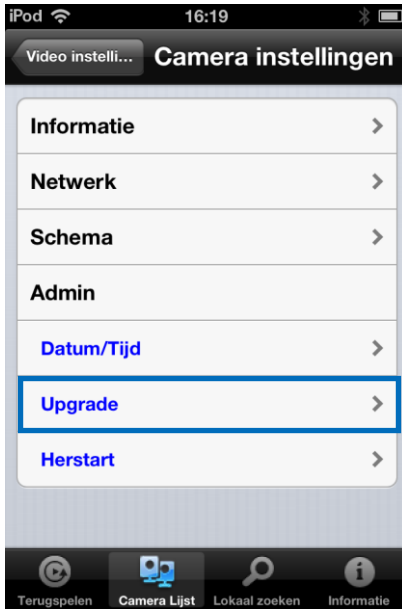 iPod 16:19
Video instelli... Camera instellingen
Informatie
Netwerk
Schema
Admin
Datum/Tijd
Upgrade
Herstart
Terugspelen Camera Lijst Lokaal zoeken Informatie